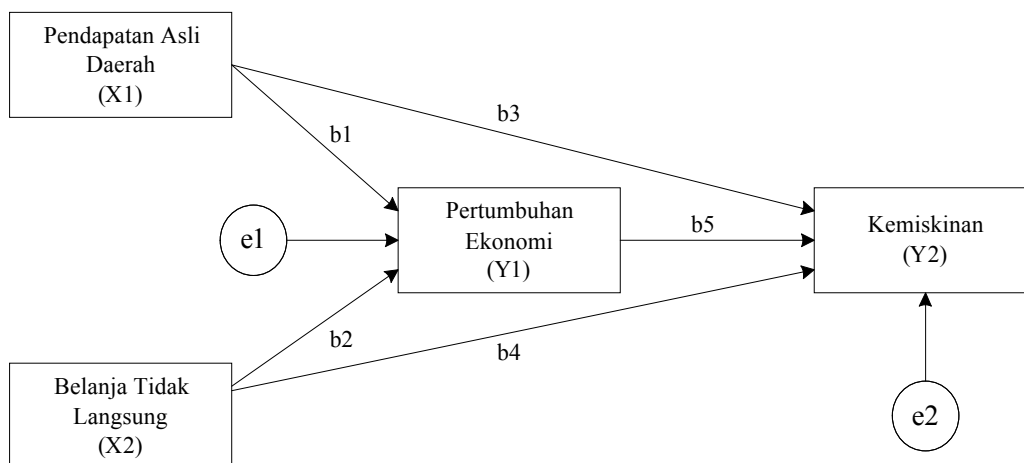 Pendapatan Asli
Daerah
(X1)
b3
b1
Pertumbuhan
Ekonomi
(Y1)
e1
b5
Kemiskinan
(Y2)
b2
b4
Belanja Tidak
Langsung
(X2)
e2